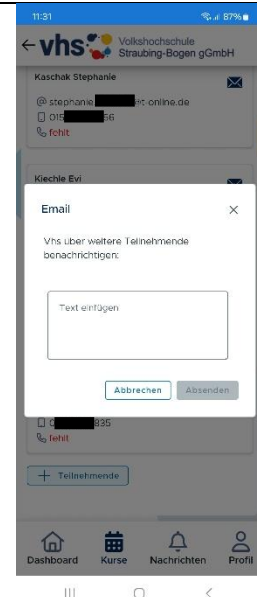 11:31 87%
vhs Volkshochschule
Straubing-Bogen gGmbH
Kaschak Stephanie
@ stephanie t-online.de
015 56
fehlt
Kiechle Evi
Email ×
Vhs über weitere Teilnehmende
benachrichtigen:
Text einfügen
Abbrechen Absenden
0 835
fehlt
+ Teilnehmende
Dashboard Kurse Nachrichten Profil